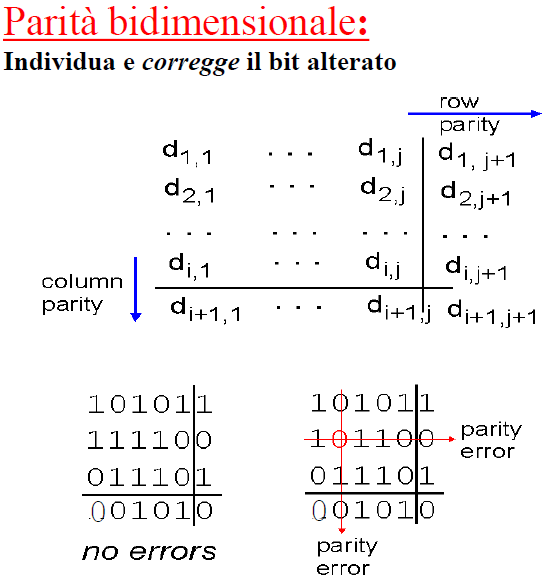 Parità bidimensionale:
Individua e corregge il bit alterato
row
parity
d1,1 . . . d1,j d1, j+1
d2,1 . . . d2,j d2,j+1
. . . . . . . . . . . .
di,1 . . . di,j di,j+1
column
parity
di+1,1 . . . di+1,j di+1,j+1
101011
111100
011101
001010
no errors
101011
101100
011101
001010
parity
error
parity
error